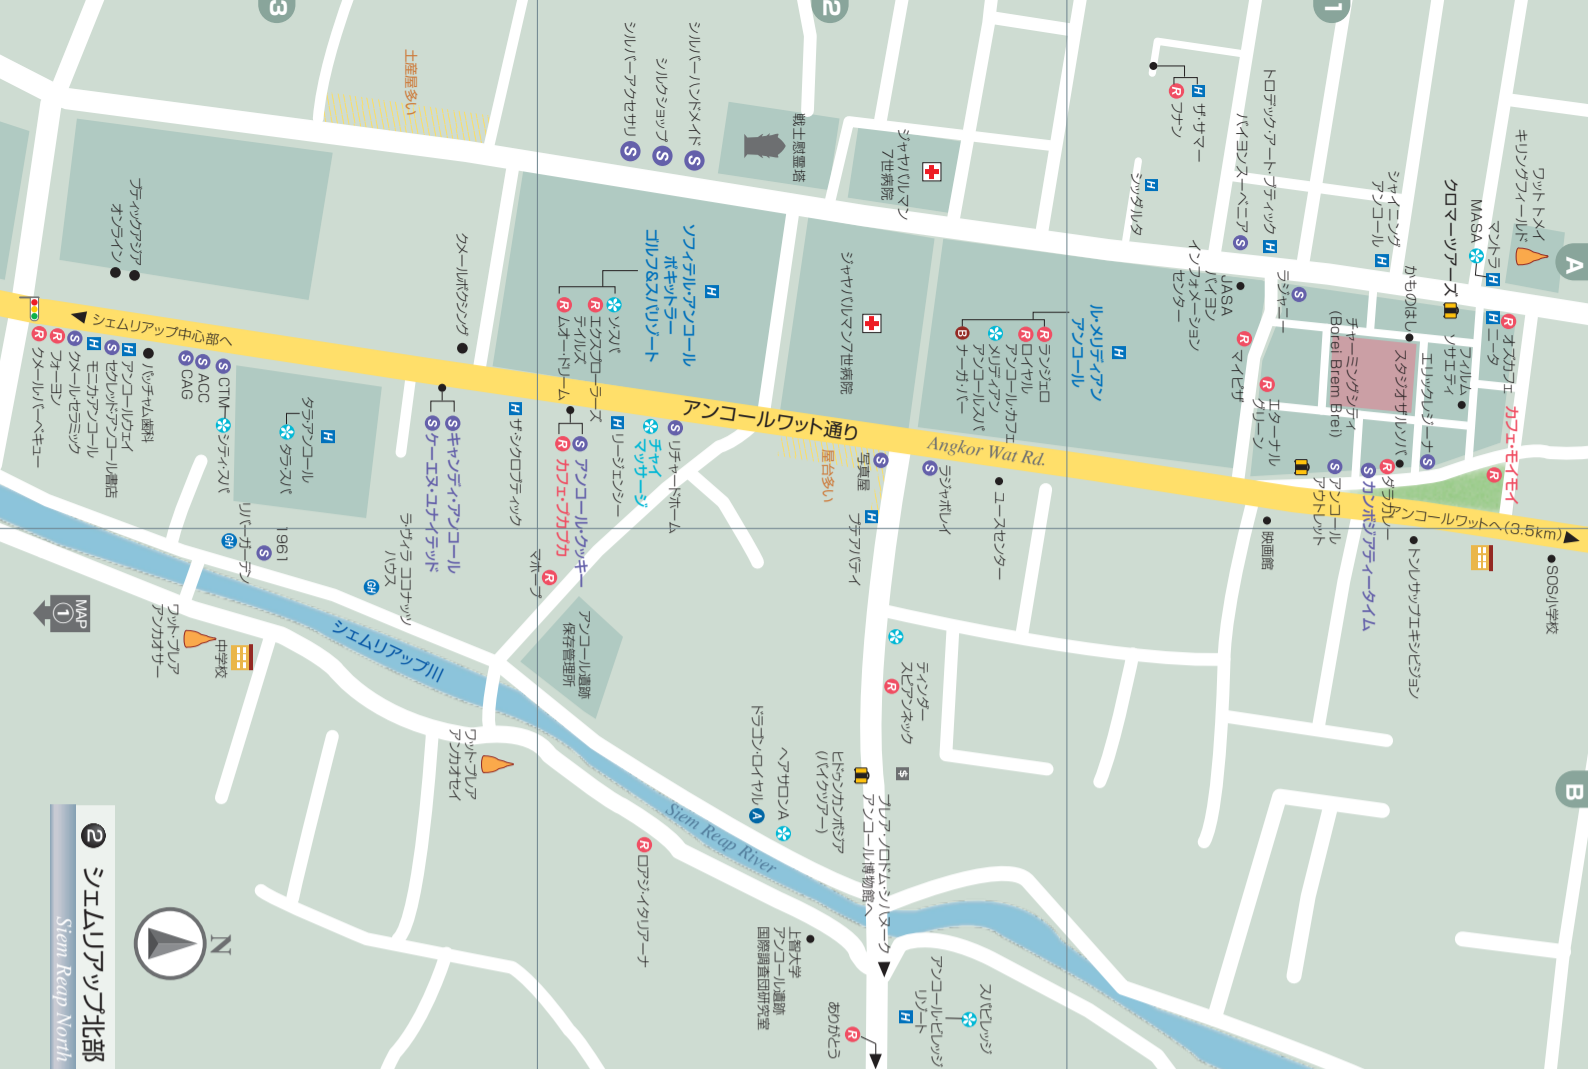 3
2
1
A
B
ワット トメイ
キリングフィールド
マントラ
MASA
クロマーツアーズ
シャイニング
アンコール
かものはし
トロデック・アート・ブティック
バイヨンスーベニア
ザ・サマー
フナン
シッダルタ
JASA
バイヨン
インフォメーション
センター
ラジャニー
マイピザ
チャーミングシティ
(Borei Brem Brei)
スタジオザルソバ
エリックレジーナ
フィルム
ソサエティ
ニータ
オズカフェ
カフェ・モイモイ
エターナル
グリーン
アンコール
アウトレット
カンボジアティータイム
ダラカレー
アンコールワットへ(3.5km)
SOS小学校
トンレサップエキシビジョン
映画館
土産屋多い
シルバーハンドメイド
シルクショップ
シルバーアクセサリ
戦士慰霊塔
ジャヤバルマン
7世病院
ジャヤバルマン7世病院
ル・メリディアン
アンコール
ランジェロ
ロイヤル
アンコール・カフェ
メリディアン
アンコールスパ
ナーガ・バー
ソフィテル・アンコール
ポキットラー
ゴルフ&スパリゾート
ソスパ
エクスプローラーズ
テイルズ
ムオードリーム
クメールボクシング
ブティックアジア
オンライン
シェムリアップ中心部へ
アンコールワット通り
Angkor Wat Rd.
屋台多い
写真屋
ラジャボレイ
ユースセンター
プテアバティ
リチャードホーム
チャイ
マッサージ
リージェンシー
アンコール・クッキー
カフェ・プカプカ
ザ・シクロブティック
キャンディ・アンコール
ケーエヌ・ユナイテッド
タラアンコール
タラスパ
シティスパ
CTM
ACC
CAG
パッチャム歯科
アンコールウェイ
セクレッドアンコール書店
モニカ・アンコール
クメール・セラミック
フォーヨン
クメール・バーベキュー
1961
リバーガーデン
ラ・ヴィラ ココナッツ
ハウス
マホープ
アンコール遺跡
保存管理所
シェムリアップ川
Siem Reap River
ワット・プレア
アンカオサー
中学校
ワット・プレア
アンカオセイ
MAP
1
ティンダー
スピアンネック
$
ヒドゥンカンボジア
(バイクツアー)
プレア・ノロドム・シハヌーク
アンコール博物館へ
ヘアサロンA
ドラゴン・ロイヤル
ロアジ・イタリアーナ
上智大学
アンコール遺跡
国際調査団研究室
ありがとう
スパビレッジ
アンコール・ビレッジ
リゾート
N
2 シェムリアップ北部
Siem Reap North